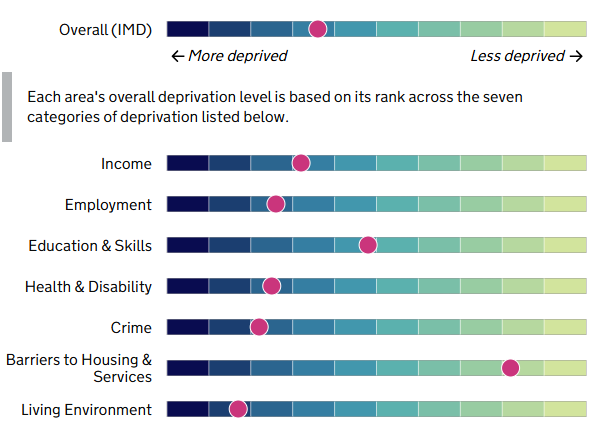 Overall (IMD)
← More deprived Less deprived →
Each area's overall deprivation level is based on its rank across the seven
categories of deprivation listed below.
Income
Employment
Education & Skills
Health & Disability
Crime
Barriers to Housing &
Services
Living Environment